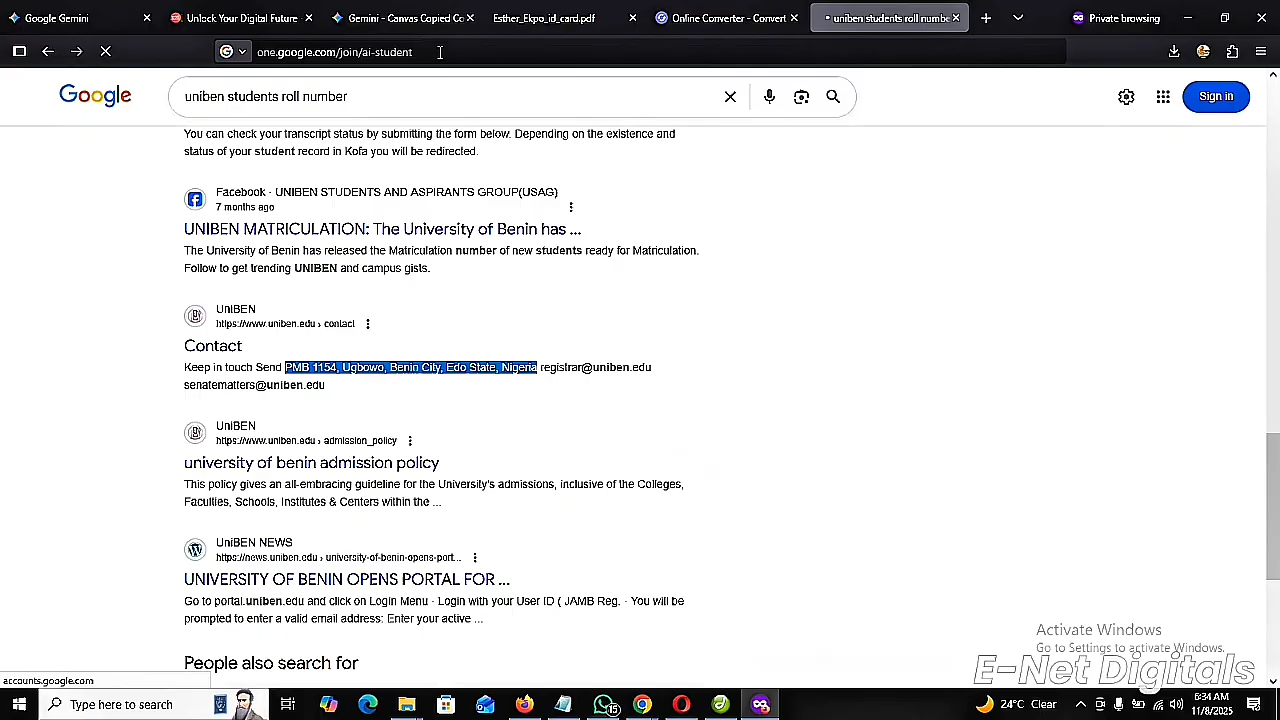 Google Gemini
Unlock Your Digital Future
Gemini - Canvas Copied Co
Esther_Ekpo_id_card.pdf
Online Converter - Convert
uniben students roll numbe
Private browsing
one.google.com/join/ai-student
Google
uniben students roll number
Sign in
You can check your transcript status by submitting the form below. Depending on the existence and
status of your student record in Kofa you will be redirected.
Facebook · UNIBEN STUDENTS AND ASPIRANTS GROUP(USAG)
7 months ago
UNIBEN MATRICULATION: The University of Benin has ...
The University of Benin has released the Matriculation number of new students ready for Matriculation.
Follow to get trending UNIBEN and campus gists.
UniBEN
https://www.uniben.edu › contact
Contact
Keep in touch Send PMB 1154, Ugbowo, Benin City, Edo State, Nigeria registrar@uniben.edu
senatematters@uniben.edu
UniBEN
https://www.uniben.edu › admission_policy
university of benin admission policy
This policy gives an all-embracing guideline for the University's admissions, inclusive of the Colleges,
Faculties, Schools, Institutes & Centers within the ...
UniBEN NEWS
https://news.uniben.edu › university-of-benin-opens-port...
UNIVERSITY OF BENIN OPENS PORTAL FOR ...
Go to portal.uniben.edu and click on Login Menu · Login with your User ID ( JAMB Reg. · You will be
prompted to enter a valid email address: Enter your active ...
People also search for
Activate Windows
Go to Settings to activate Windows.
E-Net Digitals
accounts.google.com
Type here to search
15
24°C Clear
6:34 AM
11/8/2025